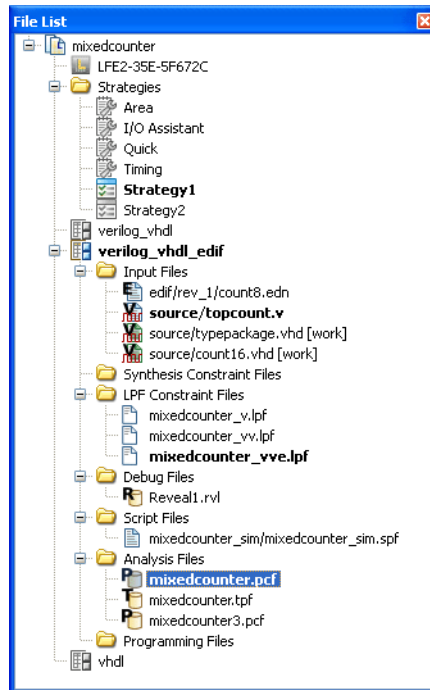 File List
mixedcounter
LFE2-35E-5F672C
Strategies
Area
I/O Assistant
Quick
Timing
Strategy1
Strategy2
verilog_vhdl
verilog_vhdl_edif
Input Files
edif/rev_1/count8.edn
source/topcount.v
source/typepackage.vhd [work]
source/count16.vhd [work]
Synthesis Constraint Files
LPF Constraint Files
mixedcounter_v.lpf
mixedcounter_vv.lpf
mixedcounter_vve.lpf
Debug Files
Reveal1.rvl
Script Files
mixedcounter_sim/mixedcounter_sim.spf
Analysis Files
mixedcounter.pcf
mixedcounter.tpf
mixedcounter3.pcf
Programming Files
vhdl